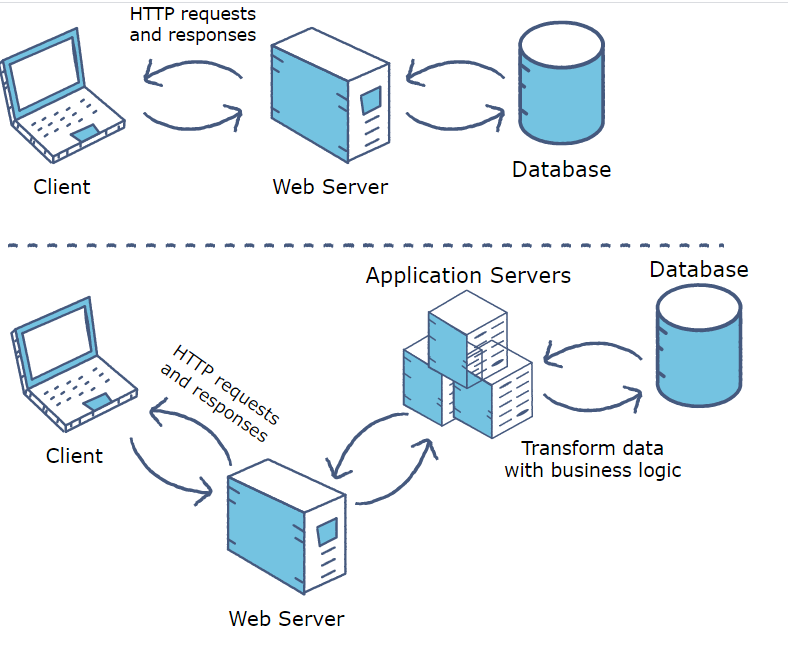 HTTP requests
and responses
Client
Web Server
Database
Application Servers
Database
HTTP requests
and responses
Client
Transform data
with business logic
Web Server